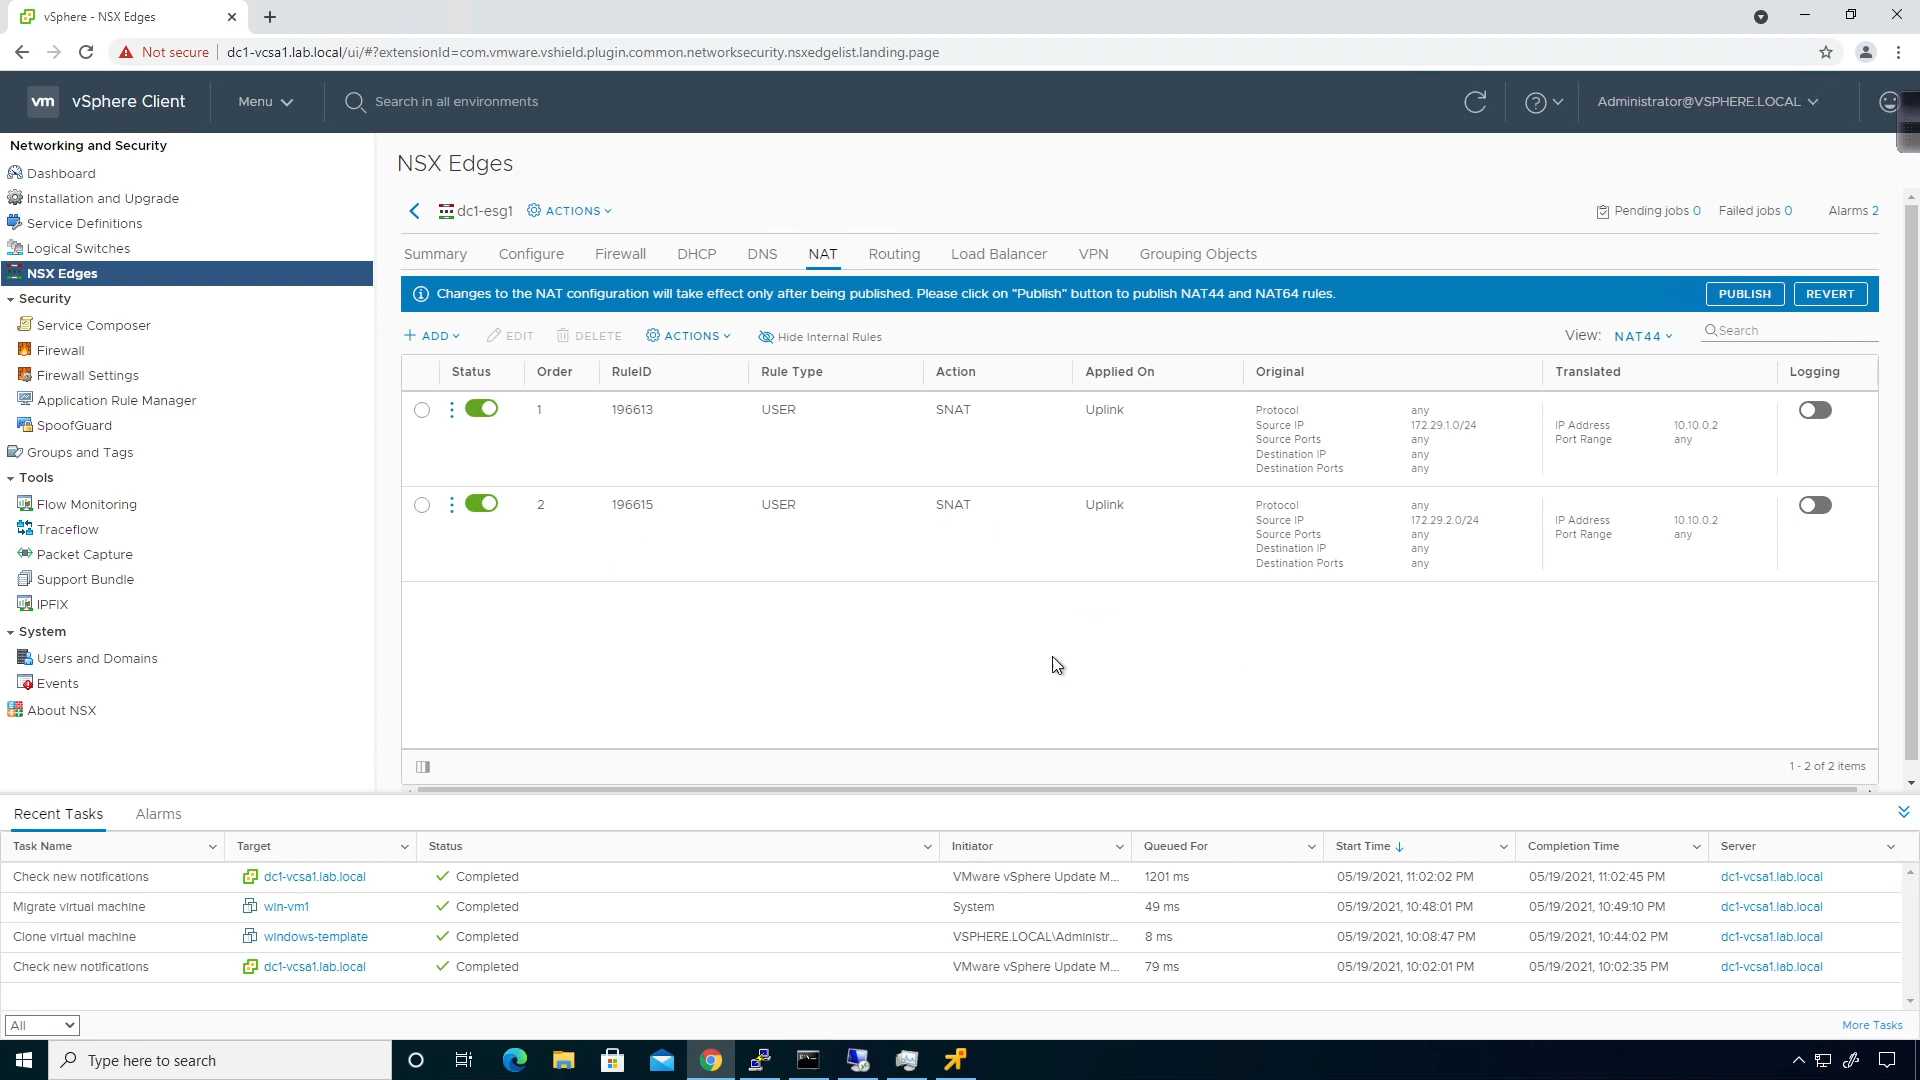 vSphere - NSX Edges
Not secure
dc1-vcsa1.lab.local/ui/#?extensionId=com.vmware.vshield.plugin.common.networksecurity.nsxedgelist.landing.page
vm vSphere Client
Menu
Search in all environments
Administrator@VSPHERE.LOCAL
Networking and Security
Dashboard
Installation and Upgrade
Service Definitions
Logical Switches
NSX Edges
Security
Service Composer
Firewall
Firewall Settings
Application Rule Manager
SpoofGuard
Groups and Tags
Tools
Flow Monitoring
Traceflow
Packet Capture
Support Bundle
IPFIX
System
Users and Domains
Events
About NSX
NSX Edges
dc1-esg1 ACTIONS
Pending jobs 0 Failed jobs 0 Alarms 2
Summary Configure Firewall DHCP DNS NAT Routing Load Balancer VPN Grouping Objects
Changes to the NAT configuration will take effect only after being published. Please click on "Publish" button to publish NAT44 and NAT64 rules.
PUBLISH REVERT
+ ADD EDIT DELETE ACTIONS Hide Internal Rules
View: NAT44 Search
Status Order RuleID Rule Type Action Applied On Original Translated Logging
1 196613 USER SNAT Uplink
Protocol any
Source IP 172.29.1.0/24
Source Ports any
Destination IP any
Destination Ports any
IP Address 10.10.0.2
Port Range any
2 196615 USER SNAT Uplink
Protocol any
Source IP 172.29.2.0/24
Source Ports any
Destination IP any
Destination Ports any
IP Address 10.10.0.2
Port Range any
1 - 2 of 2 items
Recent Tasks Alarms
Task Name Target Status Initiator Queued For Start Time Completion Time Server
Check new notifications dc1-vcsa1.lab.local Completed VMware vSphere Update M... 1201 ms 05/19/2021, 11:02:02 PM 05/19/2021, 11:02:45 PM dc1-vcsa1.lab.local
Migrate virtual machine win-vm1 Completed System 49 ms 05/19/2021, 10:48:01 PM 05/19/2021, 10:49:10 PM dc1-vcsa1.lab.local
Clone virtual machine windows-template Completed VSPHERE.LOCAL\Administr... 8 ms 05/19/2021, 10:08:47 PM 05/19/2021, 10:44:02 PM dc1-vcsa1.lab.local
Check new notifications dc1-vcsa1.lab.local Completed VMware vSphere Update M... 79 ms 05/19/2021, 10:02:01 PM 05/19/2021, 10:02:35 PM dc1-vcsa1.lab.local
All
More Tasks
Type here to search